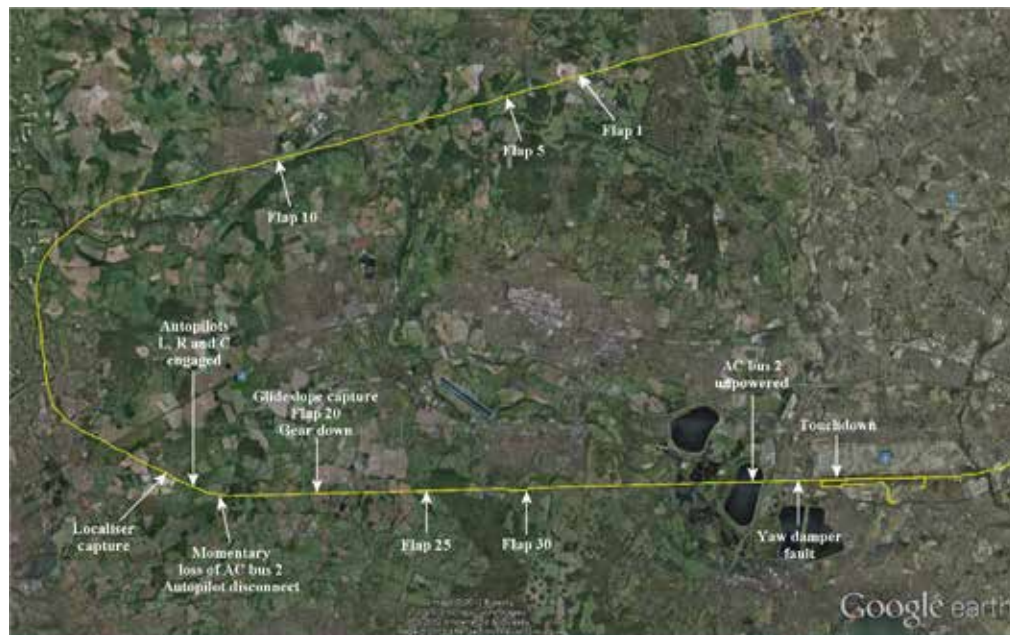 Flap 1
Flap 5
Flap 10
Autopilots
L, R and C
engaged
Glideslope capture
Flap 20
Gear down
AC bus 2
unpowered
Touchdown
Localiser
capture
Momentary
loss of AC bus 2
Autopilot disconnect
Flap 25
Flap 30
Yaw damper
fault
Google earth